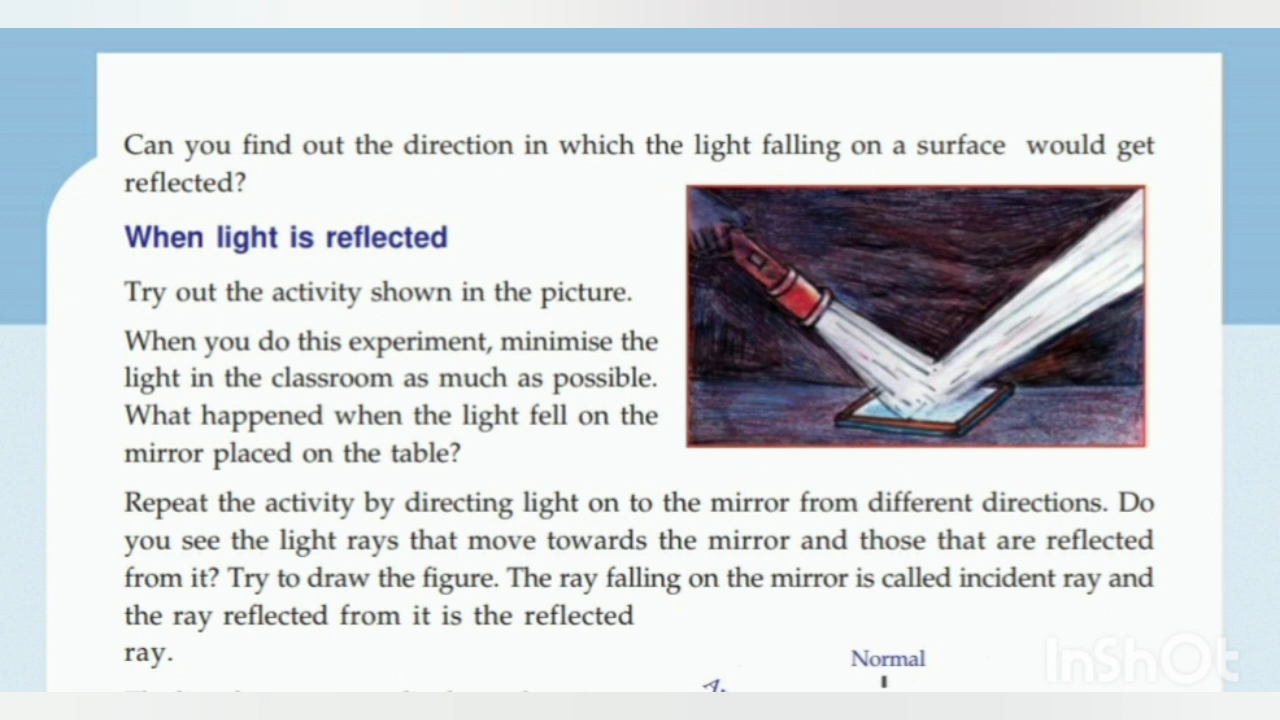 Can you find out the direction in which the light falling on a surface would get
reflected?
When light is reflected
Try out the activity shown in the picture.
When you do this experiment, minimise the
light in the classroom as much as possible.
What happened when the light fell on the
mirror placed on the table?
Repeat the activity by directing light on to the mirror from different directions. Do
you see the light rays that move towards the mirror and those that are reflected
from it? Try to draw the figure. The ray falling on the mirror is called incident ray and
the ray reflected from it is the reflected
ray.
Normal
InShOt